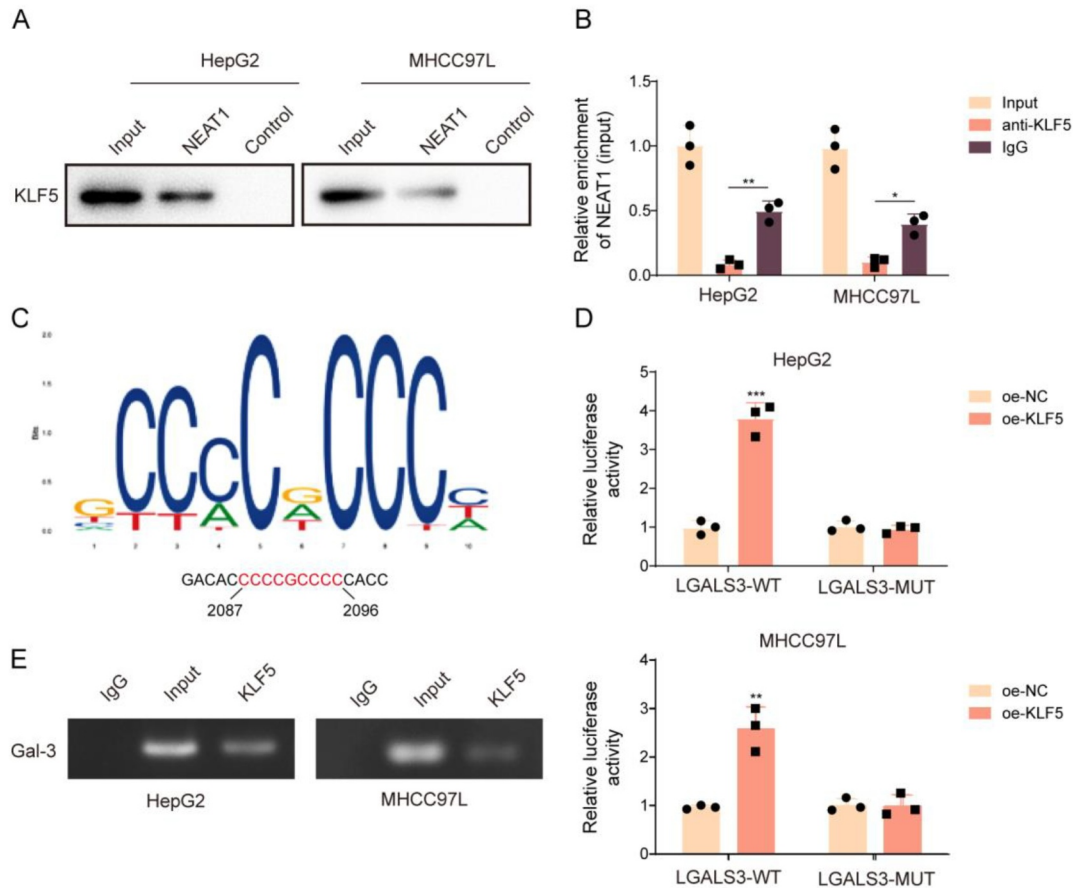 A
HepG2
MHCC97L
Input
NEAT1
Control
Input
NEAT1
Control
KLF5
B
Relative enrichment
of NEAT1 (input)
1.5
1.0
0.5
0.0
**
*
HepG2
MHCC97L
Input
anti-KLF5
IgG
C
Bits
2.0
1.5
1.0
0.5
0.0
1 2 3 4 5 6 7 8 9 10
GACACCCCCGCCCCCACC
2087
2096
D
HepG2
Relative luciferase
activity
5
4
3
2
1
0
***
LGALS3-WT
LGALS3-MUT
oe-NC
oe-KLF5
MHCC97L
Relative luciferase
activity
4
3
2
1
0
**
LGALS3-WT
LGALS3-MUT
oe-NC
oe-KLF5
E
IgG
Input
KLF5
IgG
Input
KLF5
Gal-3
HepG2
MHCC97L